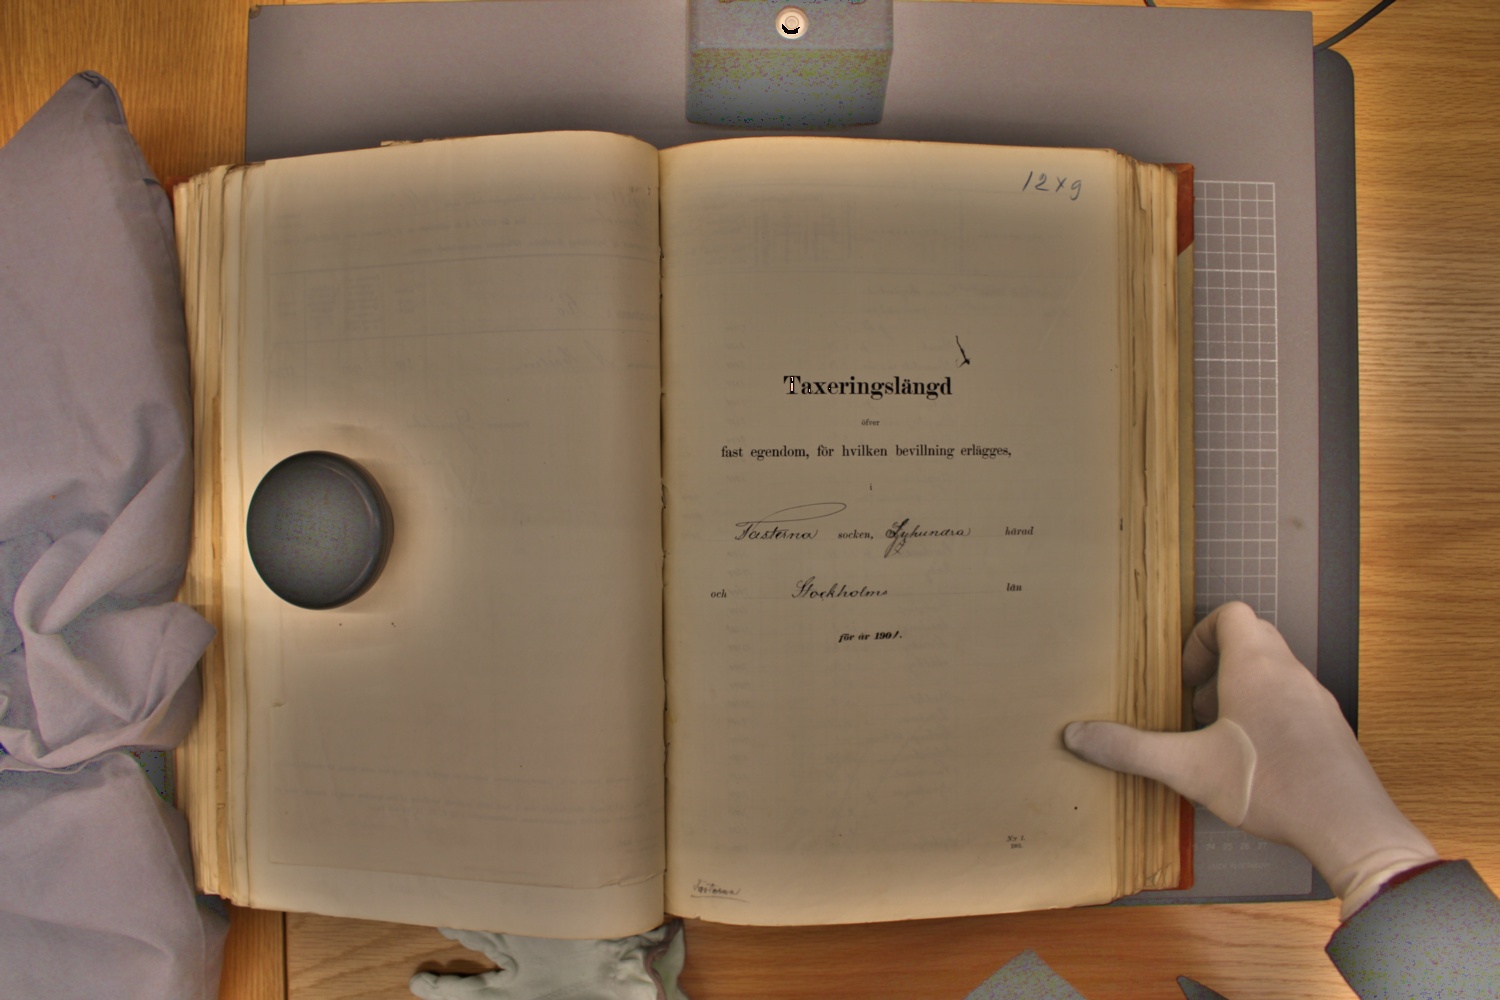 12x9
Taxeringslängd
öfver
fast egendom, för hvilken bevillning erlägges,
i
Fasterna socken, Lyhundra härad
och Stockholms län
för år 1901.
Nr 1.
Fasterna